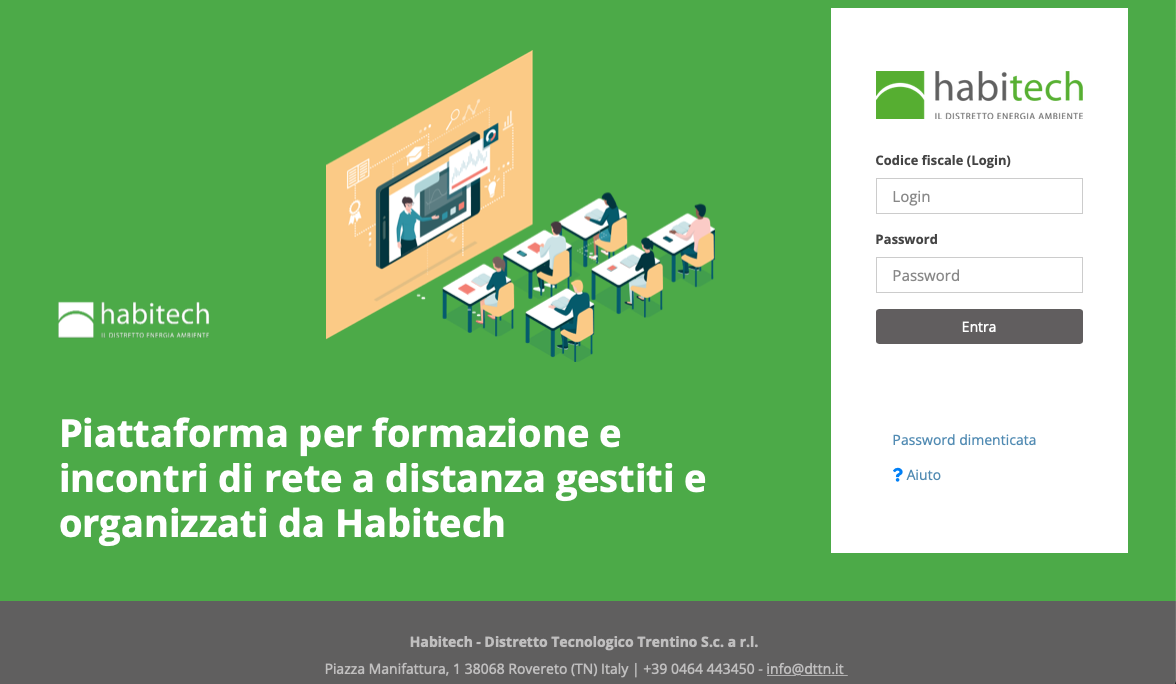 habitech
IL DISTRETTO ENERGIA AMBIENTE
Piattaforma per formazione e
incontri di rete a distanza gestiti e
organizzati da Habitech
habitech
IL DISTRETTO ENERGIA AMBIENTE
Codice fiscale (Login)
Login
Password
Password
Entra
Password dimenticata
? Aiuto
Habitech - Distretto Tecnologico Trentino S.c. a r.l.
Piazza Manifattura, 1 38068 Rovereto (TN) Italy | +39 0464 443450 - info@dttn.it